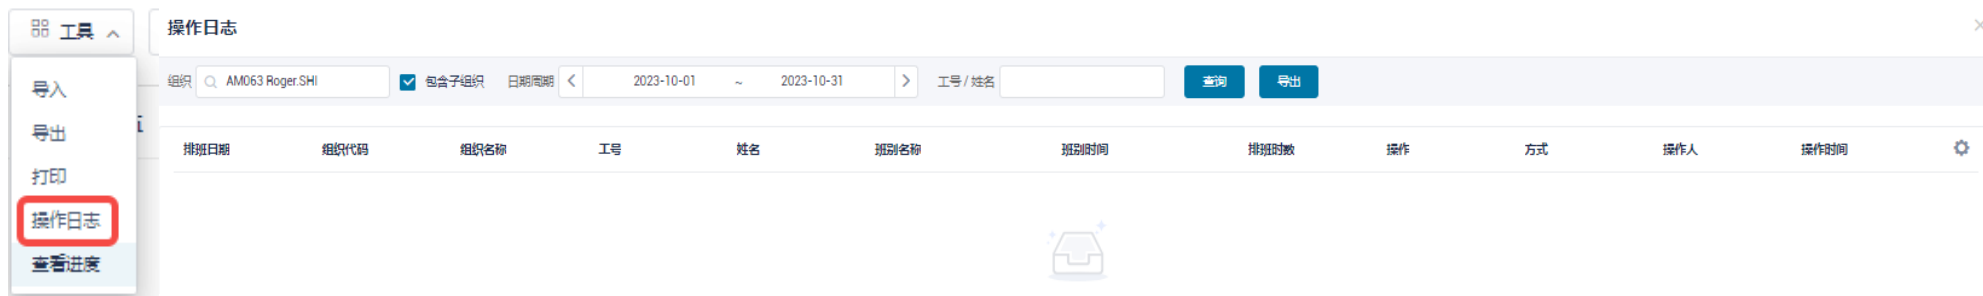 工具
导入
导出
打印
操作日志
查看进度
操作日志
组织 AM063 Roger.SHI 包含子组织 日期周期 2023-10-01 ~ 2023-10-31 工号 / 姓名 查询 导出
排班日期 组织代码 组织名称 工号 姓名 班别名称 班别时间 排班时数 操作 方式 操作人 操作时间